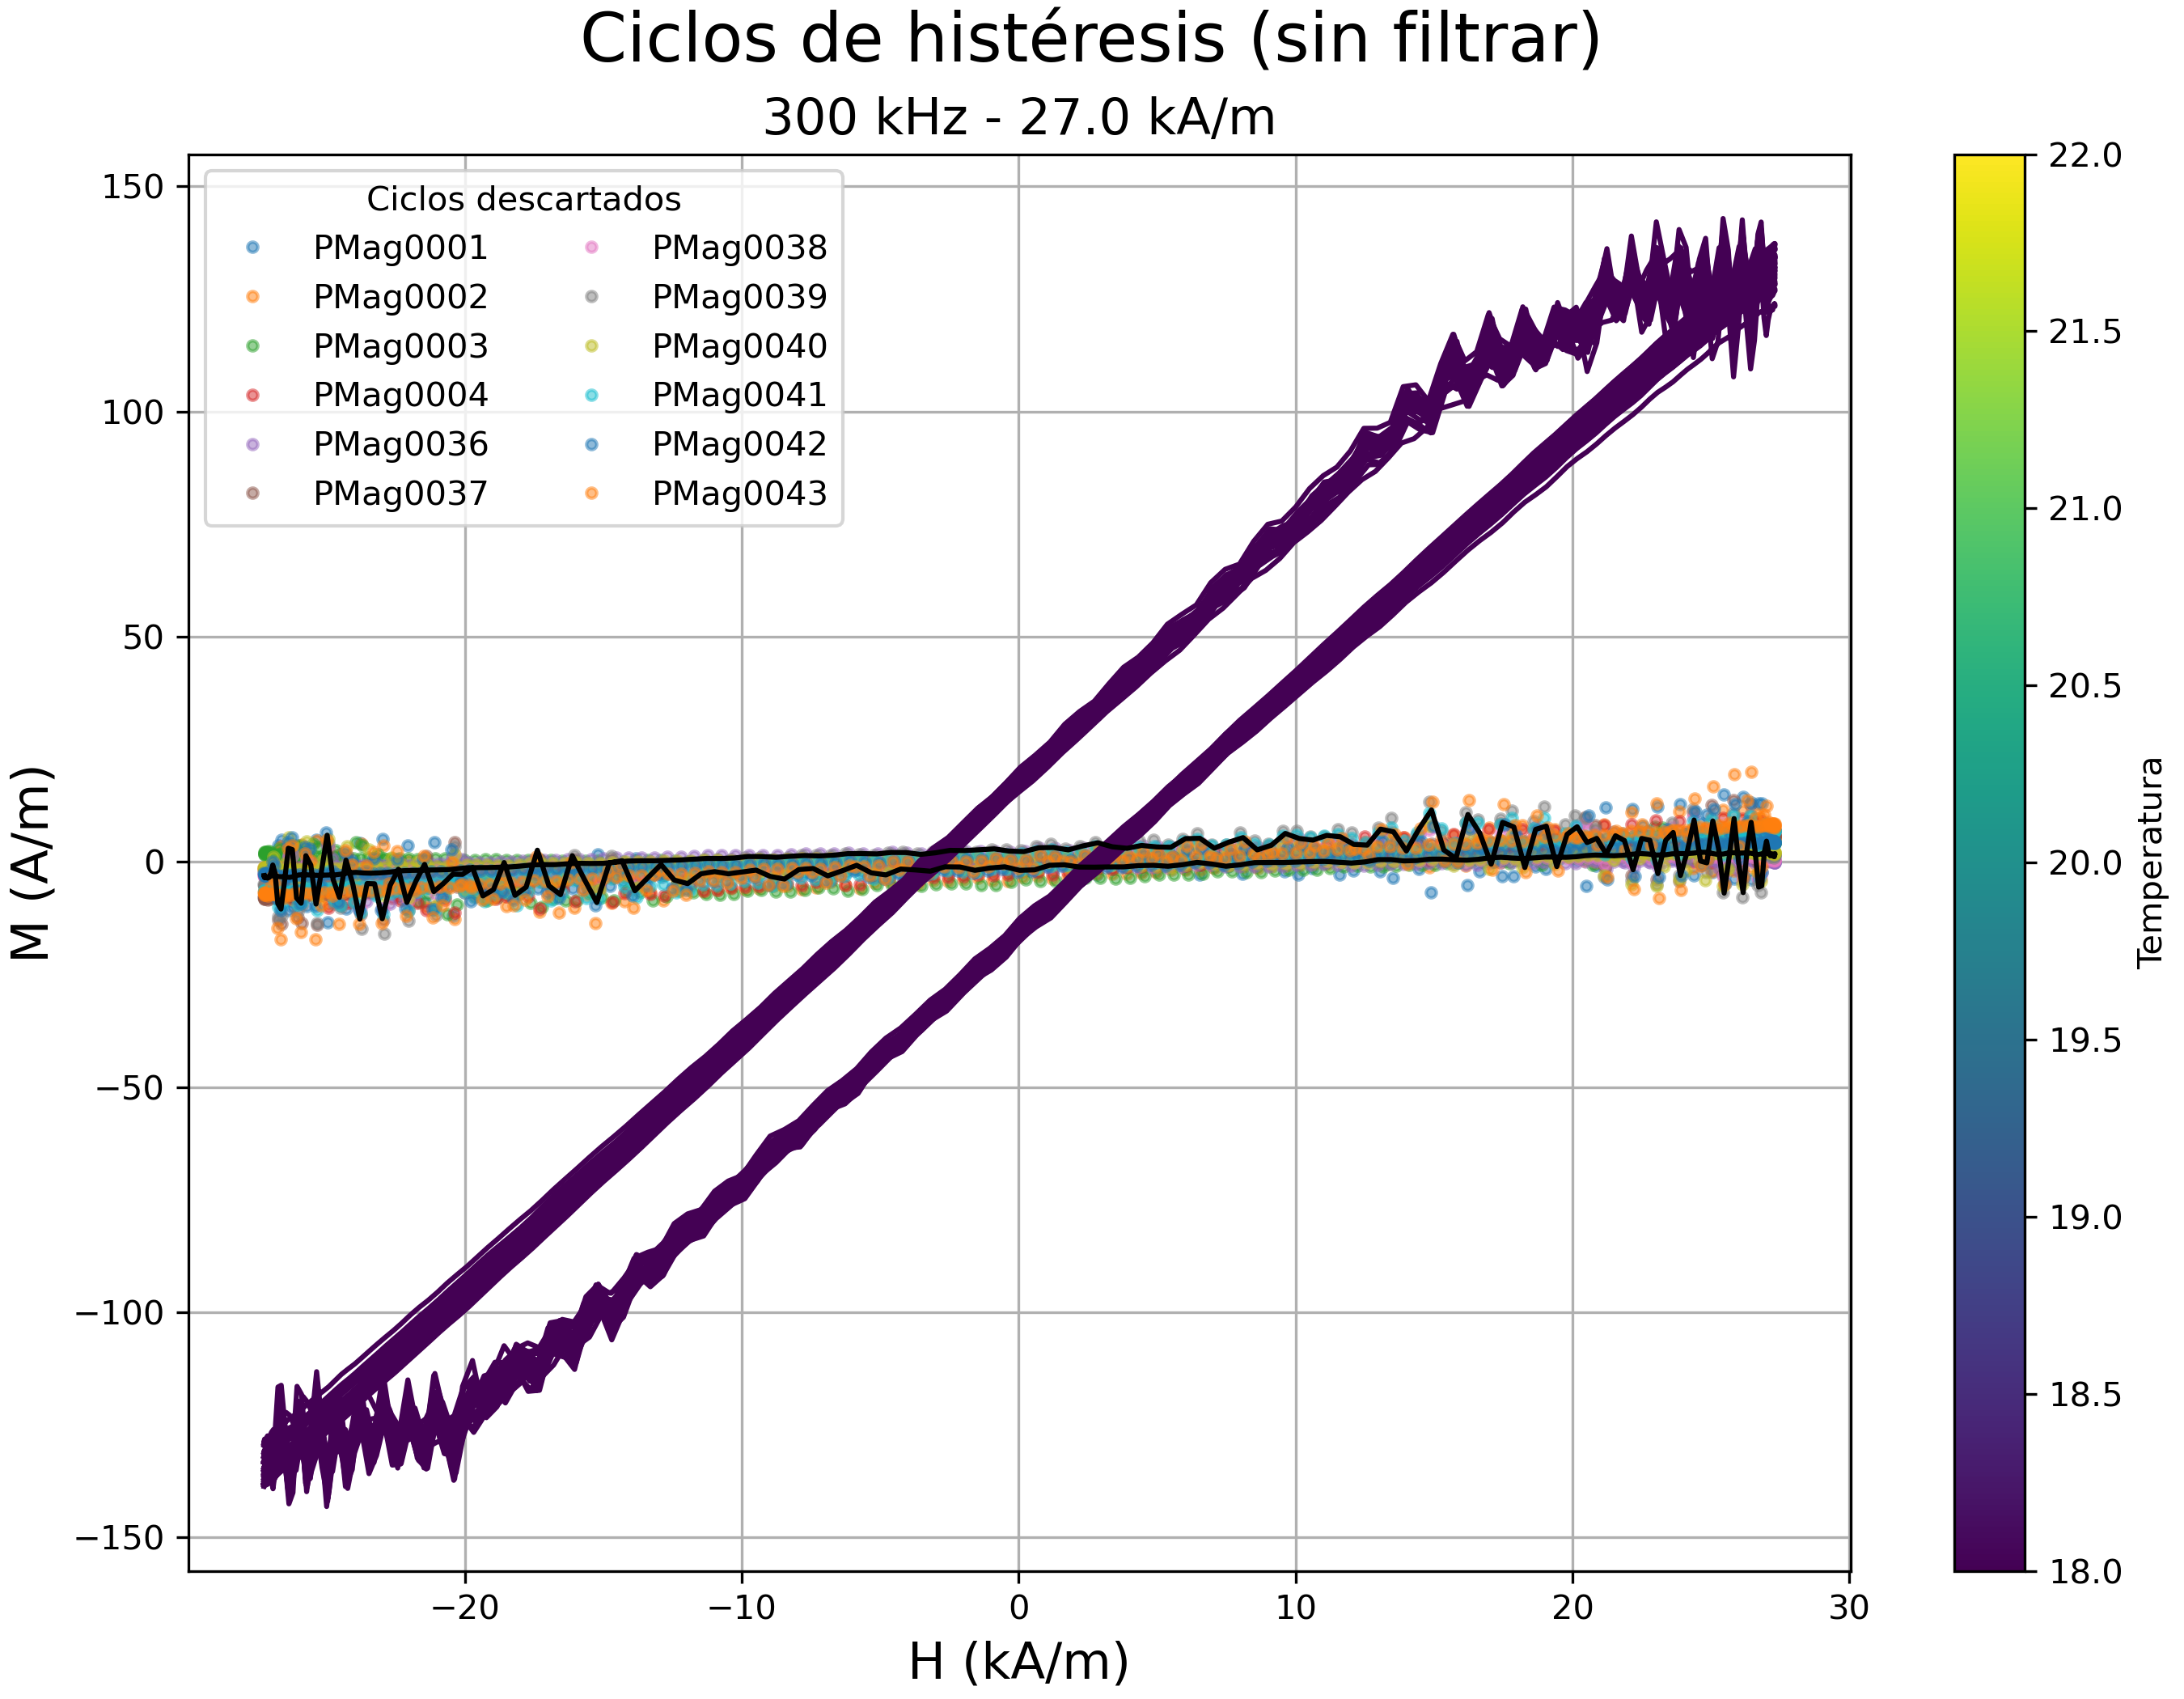 Ciclos de histéresis (sin filtrar)
300 kHz - 27.0 kA/m
Ciclos descartados
PMag0001
PMag0002
PMag0003
PMag0004
PMag0036
PMag0037
PMag0038
PMag0039
PMag0040
PMag0041
PMag0042
PMag0043
M (A/m)
150
100
50
0
−50
−100
−150
−20
−10
0
10
20
30
H (kA/m)
22.0
21.5
21.0
20.5
20.0
19.5
19.0
18.5
18.0
Temperatura